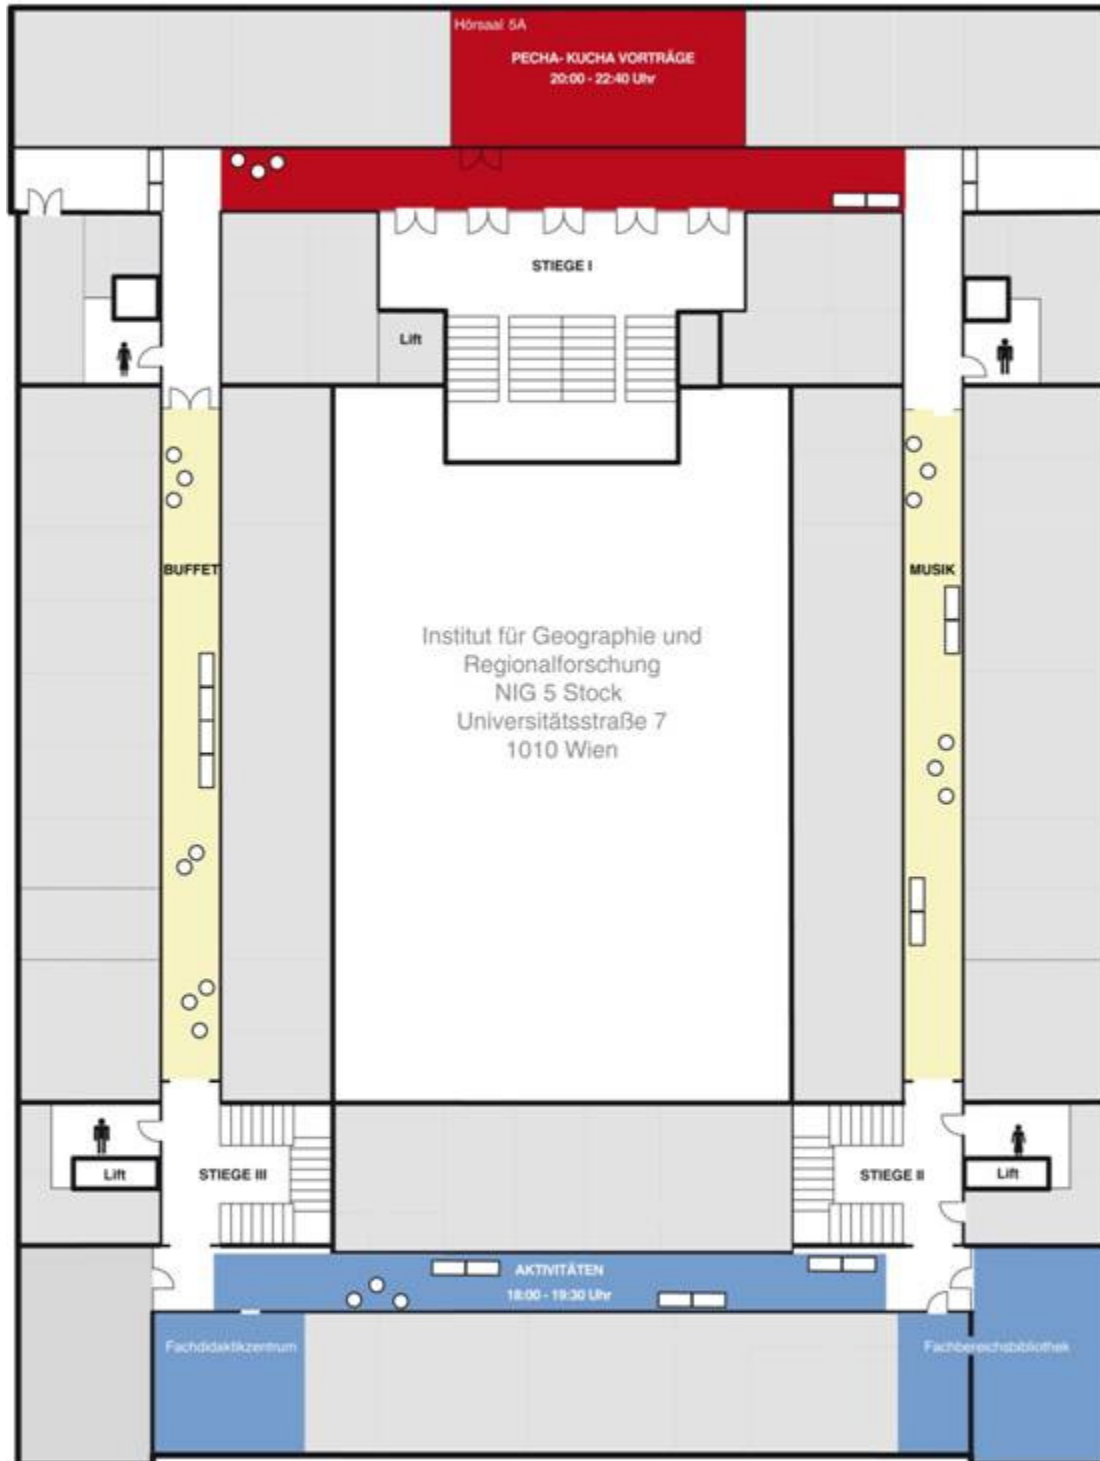 Hörsaal 5A
PECHA- KUCHA VORTRÄGE
20:00 - 22:40 Uhr
STIEGE I
Lift
BUFFET
MUSIK
Institut für Geographie und
Regionalforschung
NIG 5 Stock
Universitätsstraße 7
1010 Wien
Lift
STIEGE III
STIEGE II
Lift
AKTIVITÄTEN
18:00 - 19:30 Uhr
Fachdidaktikzentrum
Fachbereichsbibliothek